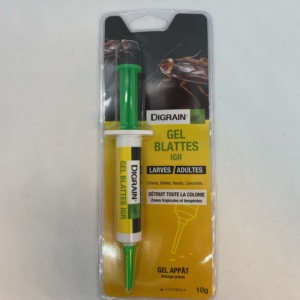 DIGRAIN
GEL
BLATTES
IGR
LARVES / ADULTES
DÉTRUIT TOUTE LA COLONIE
Zones tropicales et tempérées
DIGRAIN
GEL BLATTES IGR
GEL APPÂT
10g